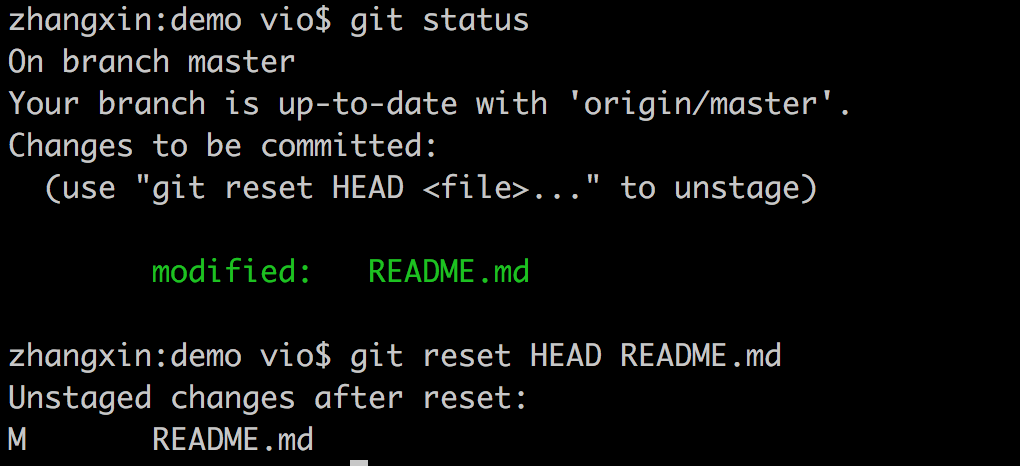 zhangxin:demo vio$ git status
On branch master
Your branch is up-to-date with 'origin/master'.
Changes to be committed:
  (use "git reset HEAD <file>..." to unstage)
        modified:   README.md
zhangxin:demo vio$ git reset HEAD README.md
Unstaged changes after reset:
M       README.md